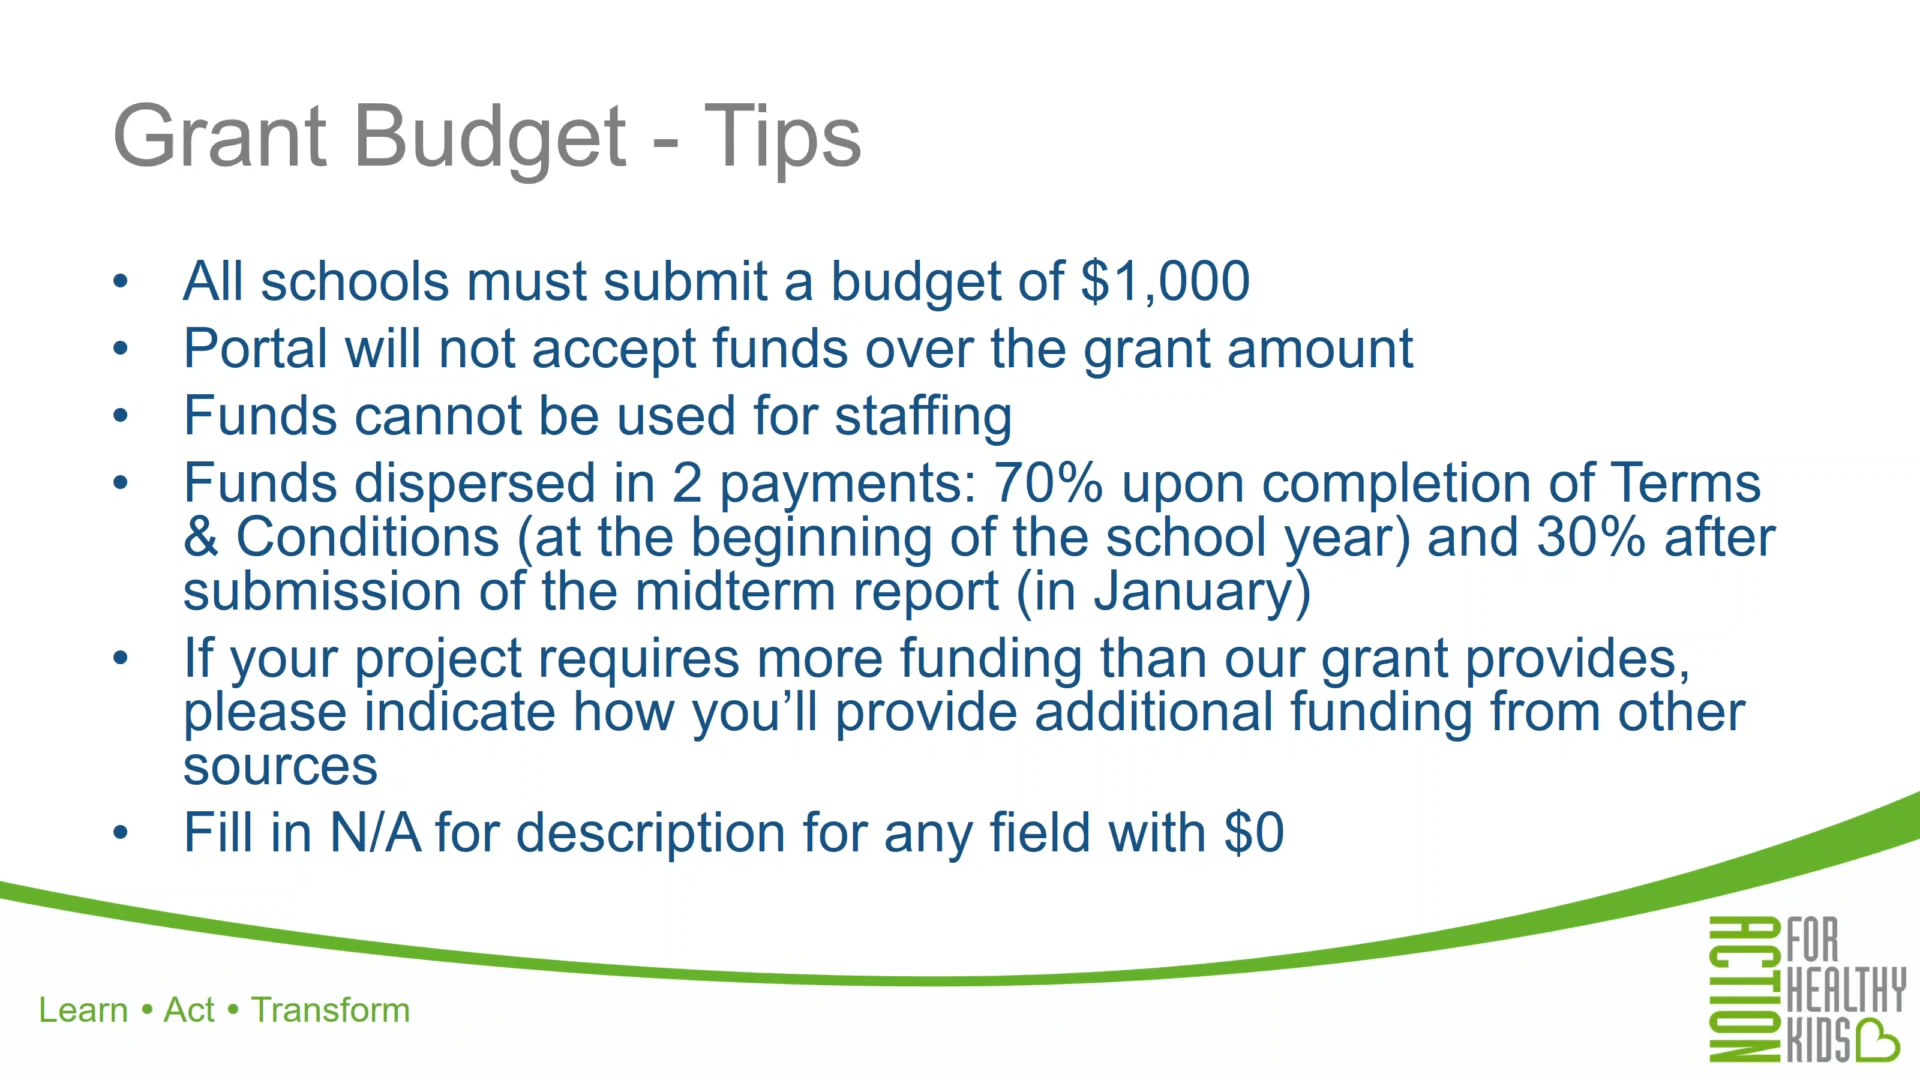 Grant Budget - Tips
• All schools must submit a budget of $1,000
• Portal will not accept funds over the grant amount
• Funds cannot be used for staffing
• Funds dispersed in 2 payments: 70% upon completion of Terms
& Conditions (at the beginning of the school year) and 30% after
submission of the midterm report (in January)
• If your project requires more funding than our grant provides,
please indicate how you’ll provide additional funding from other
sources
• Fill in N/A for description for any field with $0
Learn • Act • Transform
ACTION
FOR
HEALTHY
KIDS